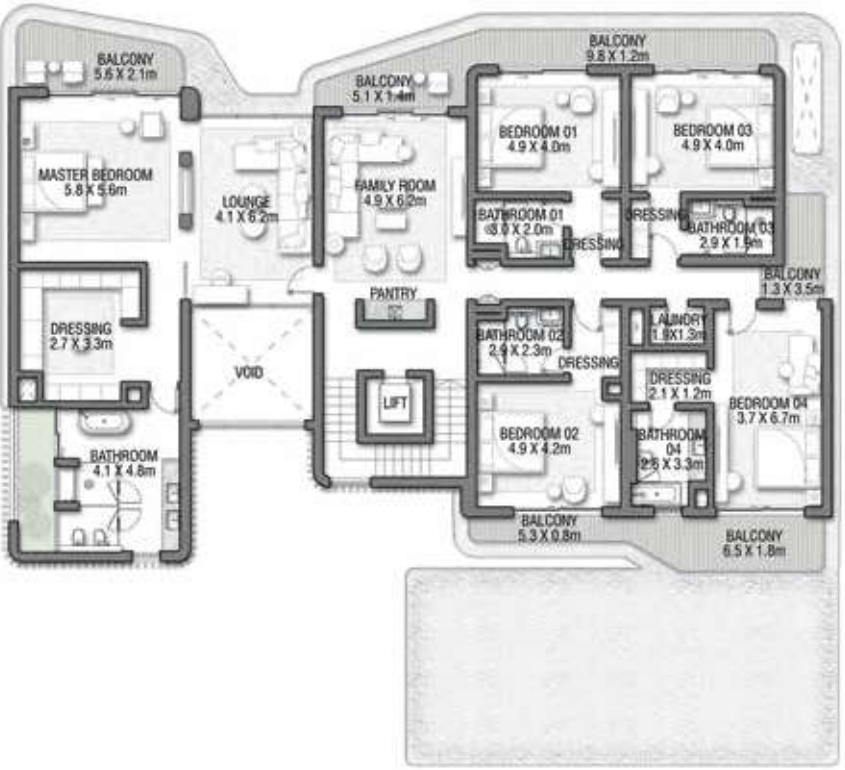 BALCONY
5.6 X 2.1m
BALCONY
9.8 X 1.2m
BALCONY
5.1 X 1.4m
MASTER BEDROOM
5.8 X 5.6m
LOUNGE
4.1 X 6.2m
FAMILY ROOM
4.9 X 6.2m
BEDROOM 01
4.9 X 4.0m
BEDROOM 03
4.9 X 4.0m
BATHROOM 01
3.0 X 2.0m
DRESSING
DRESSING
BATHROOM 03
2.9 X 1.9m
BALCONY
1.3 X 3.5m
PANTRY
DRESSING
2.7 X 3.3m
VOID
BATHROOM 02
2.9 X 2.3m
DRESSING
LAUNDRY
1.9X1.3m
DRESSING
2.1 X 1.2m
LIFT
BEDROOM 02
4.9 X 4.2m
BATHROOM
04
2.6 X 3.3m
BEDROOM 04
3.7 X 6.7m
BATHROOM
4.1 X 4.8m
BALCONY
5.3 X 0.8m
BALCONY
6.5 X 1.8m